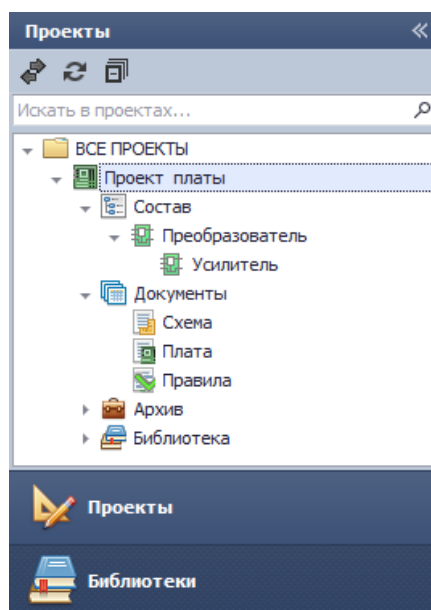 Проекты
Искать в проектах...
ВСЕ ПРОЕКТЫ
Проект платы
Состав
Преобразователь
Усилитель
Документы
Схема
Плата
Правила
Архив
Библиотека
Проекты
Библиотеки